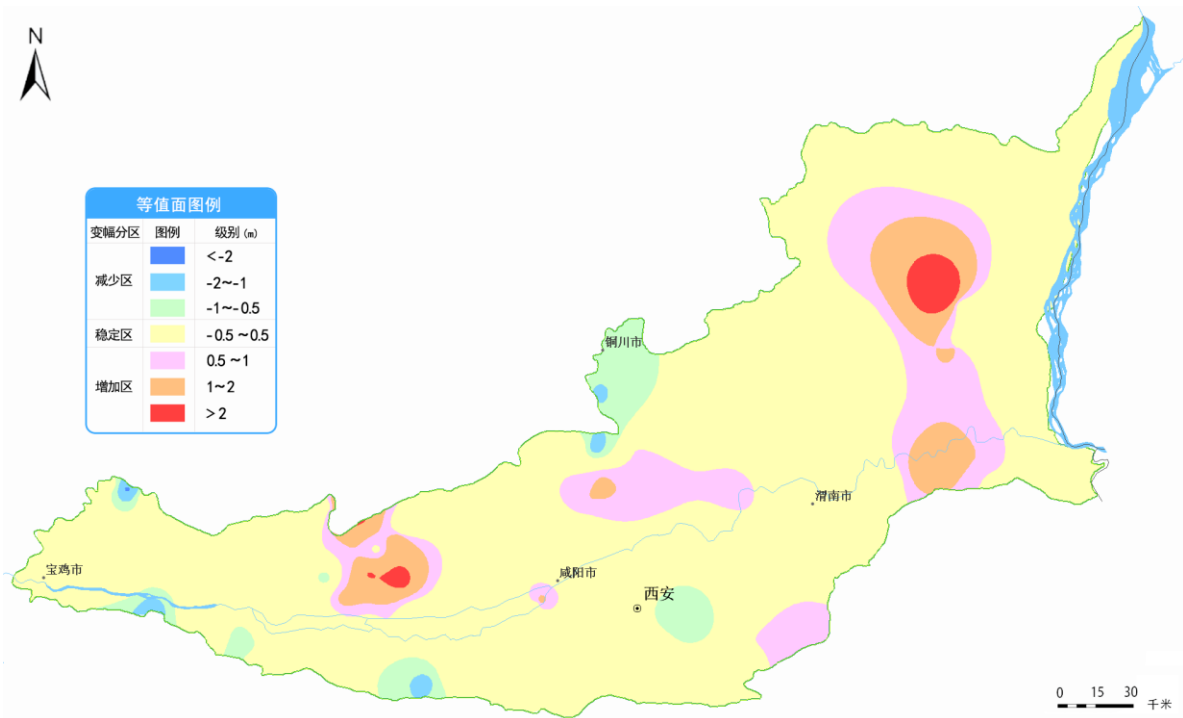 N
等值面图例
变幅分区 图例 级别(m)
减少区
<-2
-2~-1
-1~-0.5
稳定区 -0.5~0.5
增加区
0.5~1
1~2
>2
铜川市
渭南市
宝鸡市
咸阳市
西安
0 15 30 千米